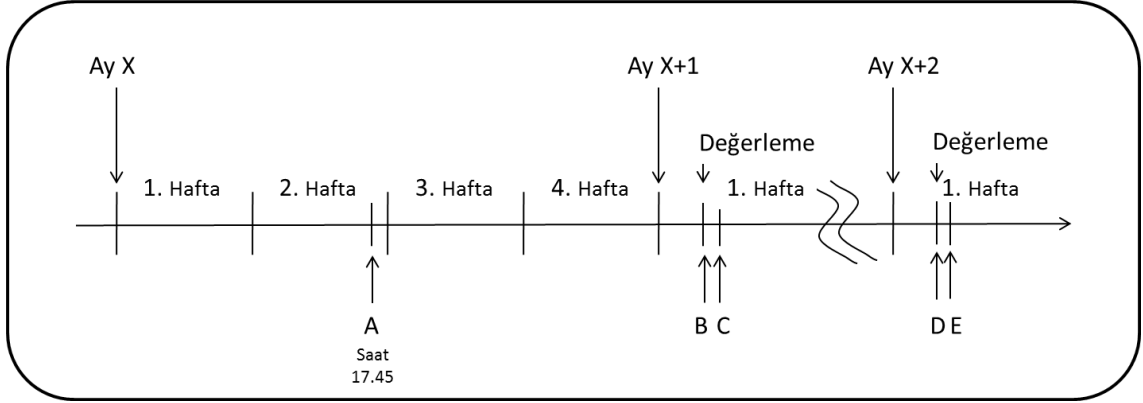 Ay X
Ay X+1
Ay X+2
Değerleme
Değerleme
1. Hafta
2. Hafta
3. Hafta
4. Hafta
1. Hafta
1. Hafta
A
B
C
D
E
Saat
17.45